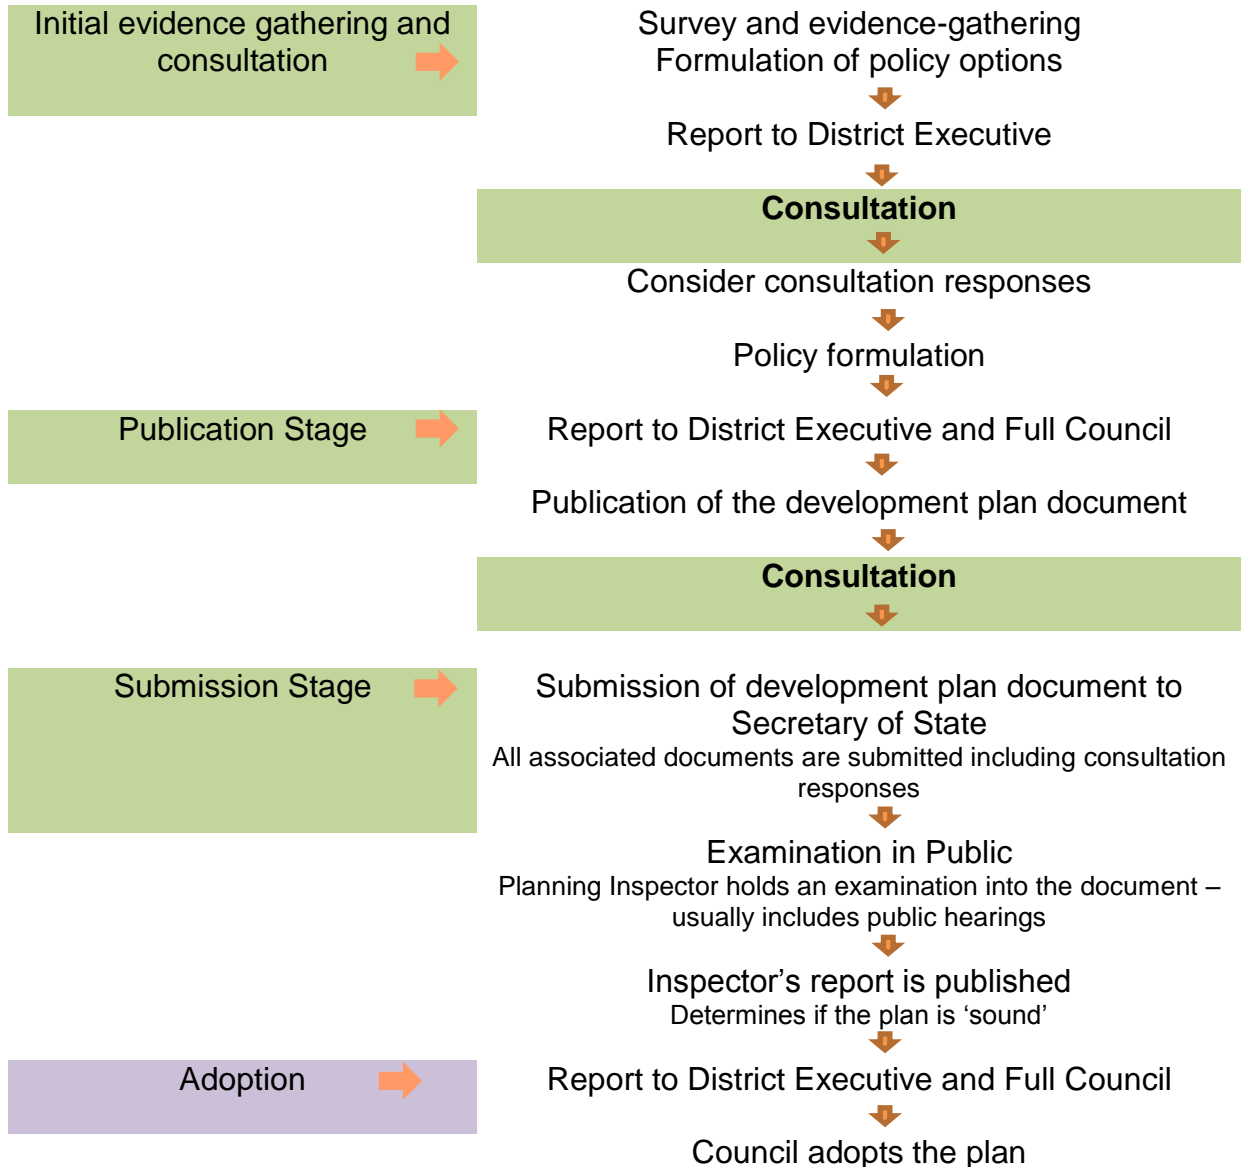 Initial evidence gathering and
consultation
Survey and evidence-gathering
Formulation of policy options
Report to District Executive
Consultation
Consider consultation responses
Policy formulation
Publication Stage
Report to District Executive and Full Council
Publication of the development plan document
Consultation
Submission Stage
Submission of development plan document to
Secretary of State
All associated documents are submitted including consultation
responses
Examination in Public
Planning Inspector holds an examination into the document –
usually includes public hearings
Inspector’s report is published
Determines if the plan is ‘sound’
Adoption
Report to District Executive and Full Council
Council adopts the plan